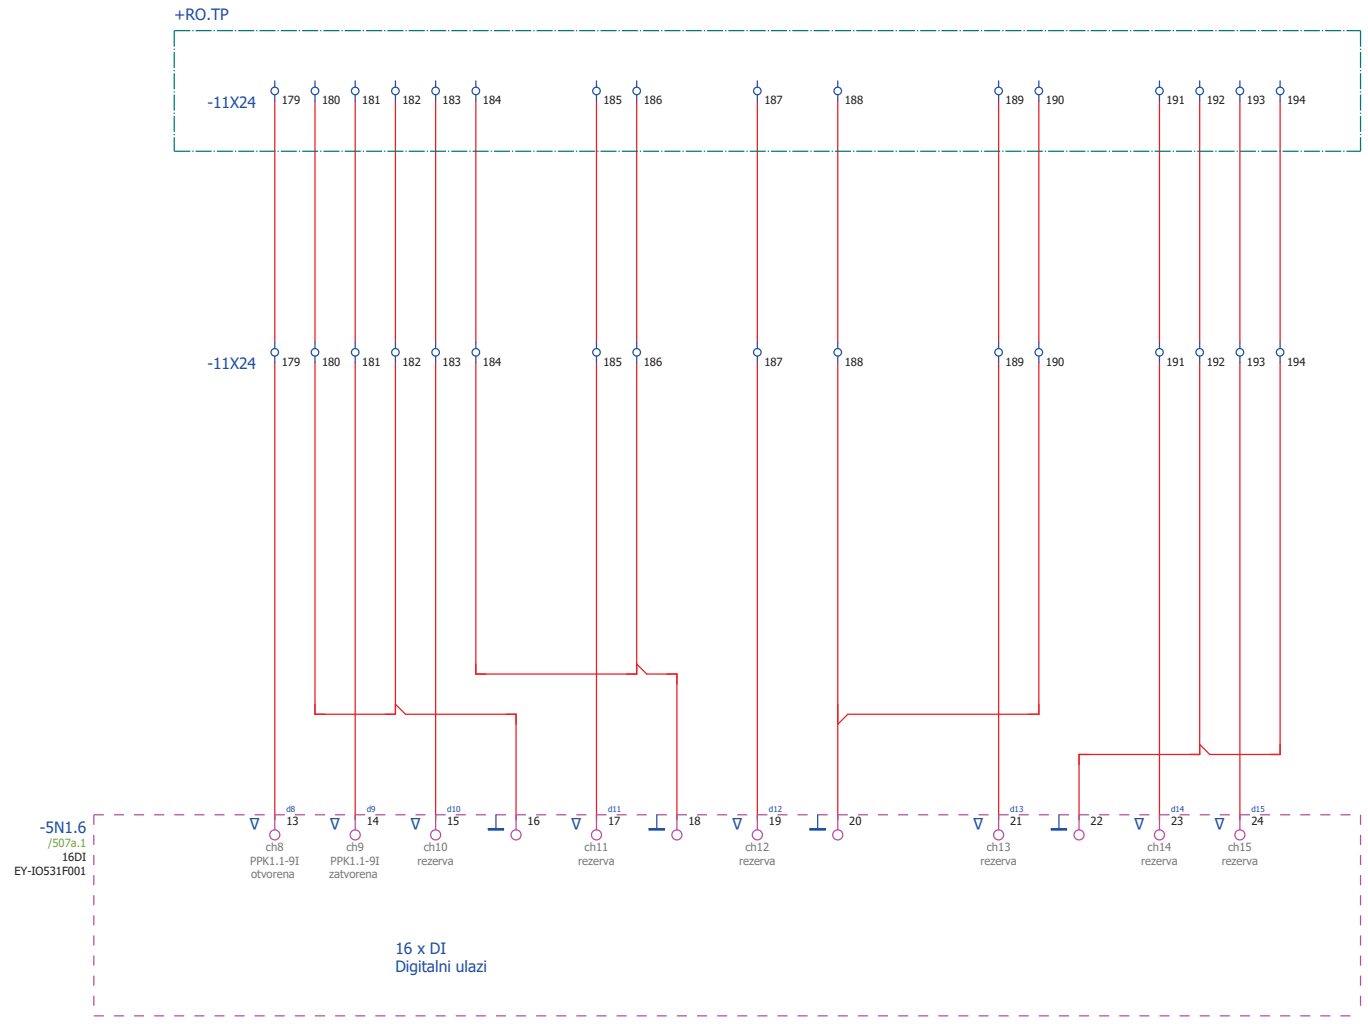 +RO.TP
-11X24 179 180 181 182 183 184 185 186 187 188 189 190 191 192 193 194
-11X24 179 180 181 182 183 184 185 186 187 188 189 190 191 192 193 194
d8 d9 d10 d11 d12 d13 d14 d15
-5N1.6 13 14 15 16 17 18 19 20 21 22 23 24
/507a.1
16DI
EY-IO531F001
ch8 ch9 ch10 ch11 ch12 ch13 ch14 ch15
PPK1.1-9I PPK1.1-9I rezerva rezerva rezerva rezerva rezerva rezerva
otvorena zatvorena
16 x DI
Digitalni ulazi